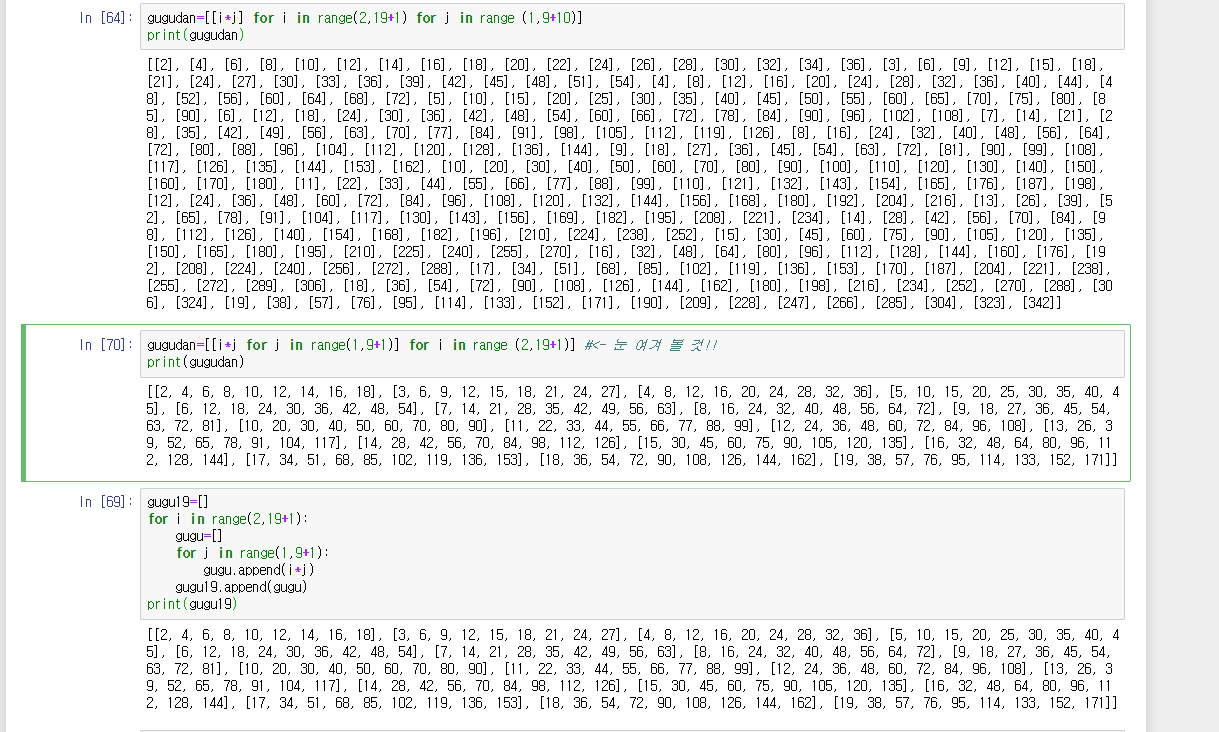 In [64]: gugudan=[[i*j] for i in range(2,19+1) for j in range (1,9+10)]
print(gugudan)
[[2], [4], [6], [8], [10], [12], [14], [16], [18], [20], [22], [24], [26], [28], [30], [32], [34], [36], [3], [6], [9], [12], [15], [18],
[21], [24], [27], [30], [33], [36], [39], [42], [45], [48], [51], [54], [4], [8], [12], [16], [20], [24], [28], [32], [36], [40], [44], [4
8], [52], [56], [60], [64], [68], [72], [5], [10], [15], [20], [25], [30], [35], [40], [45], [50], [55], [60], [65], [70], [75], [80], [8
5], [90], [6], [12], [18], [24], [30], [36], [42], [48], [54], [60], [66], [72], [78], [84], [90], [96], [102], [108], [7], [14], [21], [2
8], [35], [42], [49], [56], [63], [70], [77], [84], [91], [98], [105], [112], [119], [126], [8], [16], [24], [32], [40], [48], [56], [64],
[72], [80], [88], [96], [104], [112], [120], [128], [136], [144], [9], [18], [27], [36], [45], [54], [63], [72], [81], [90], [99], [108],
[117], [126], [135], [144], [153], [162], [10], [20], [30], [40], [50], [60], [70], [80], [90], [100], [110], [120], [130], [140], [150],
[160], [170], [180], [11], [22], [33], [44], [55], [66], [77], [88], [99], [110], [121], [132], [143], [154], [165], [176], [187], [198],
[12], [24], [36], [48], [60], [72], [84], [96], [108], [120], [132], [144], [156], [168], [180], [192], [204], [216], [13], [26], [39], [5
2], [65], [78], [91], [104], [117], [130], [143], [156], [169], [182], [195], [208], [221], [234], [14], [28], [42], [56], [70], [84], [9
8], [112], [126], [140], [154], [168], [182], [196], [210], [224], [238], [252], [15], [30], [45], [60], [75], [90], [105], [120], [135],
[150], [165], [180], [195], [210], [225], [240], [255], [270], [16], [32], [48], [64], [80], [96], [112], [128], [144], [160], [176], [19
2], [208], [224], [240], [256], [272], [288], [17], [34], [51], [68], [85], [102], [119], [136], [153], [170], [187], [204], [221], [238],
[255], [272], [289], [306], [18], [36], [54], [72], [90], [108], [126], [144], [162], [180], [198], [216], [234], [252], [270], [288], [30
6], [324], [19], [38], [57], [76], [95], [114], [133], [152], [171], [190], [209], [228], [247], [266], [285], [304], [323], [342]]
In [70]: gugudan=[[i*j for j in range(1,9+1)] for i in range (2,19+1)] #<- 눈 여겨 볼 것!!
print(gugudan)
[[2, 4, 6, 8, 10, 12, 14, 16, 18], [3, 6, 9, 12, 15, 18, 21, 24, 27], [4, 8, 12, 16, 20, 24, 28, 32, 36], [5, 10, 15, 20, 25, 30, 35, 40, 4
5], [6, 12, 18, 24, 30, 36, 42, 48, 54], [7, 14, 21, 28, 35, 42, 49, 56, 63], [8, 16, 24, 32, 40, 48, 56, 64, 72], [9, 18, 27, 36, 45, 54,
63, 72, 81], [10, 20, 30, 40, 50, 60, 70, 80, 90], [11, 22, 33, 44, 55, 66, 77, 88, 99], [12, 24, 36, 48, 60, 72, 84, 96, 108], [13, 26, 3
9, 52, 65, 78, 91, 104, 117], [14, 28, 42, 56, 70, 84, 98, 112, 126], [15, 30, 45, 60, 75, 90, 105, 120, 135], [16, 32, 48, 64, 80, 96, 11
2, 128, 144], [17, 34, 51, 68, 85, 102, 119, 136, 153], [18, 36, 54, 72, 90, 108, 126, 144, 162], [19, 38, 57, 76, 95, 114, 133, 152, 171]]
In [69]: gugu19=[]
for i in range(2,19+1):
gugu=[]
for j in range(1,9+1):
gugu.append(i*j)
gugu19.append(gugu)
print(gugu19)
[[2, 4, 6, 8, 10, 12, 14, 16, 18], [3, 6, 9, 12, 15, 18, 21, 24, 27], [4, 8, 12, 16, 20, 24, 28, 32, 36], [5, 10, 15, 20, 25, 30, 35, 40, 4
5], [6, 12, 18, 24, 30, 36, 42, 48, 54], [7, 14, 21, 28, 35, 42, 49, 56, 63], [8, 16, 24, 32, 40, 48, 56, 64, 72], [9, 18, 27, 36, 45, 54,
63, 72, 81], [10, 20, 30, 40, 50, 60, 70, 80, 90], [11, 22, 33, 44, 55, 66, 77, 88, 99], [12, 24, 36, 48, 60, 72, 84, 96, 108], [13, 26, 3
9, 52, 65, 78, 91, 104, 117], [14, 28, 42, 56, 70, 84, 98, 112, 126], [15, 30, 45, 60, 75, 90, 105, 120, 135], [16, 32, 48, 64, 80, 96, 11
2, 128, 144], [17, 34, 51, 68, 85, 102, 119, 136, 153], [18, 36, 54, 72, 90, 108, 126, 144, 162], [19, 38, 57, 76, 95, 114, 133, 152, 171]]